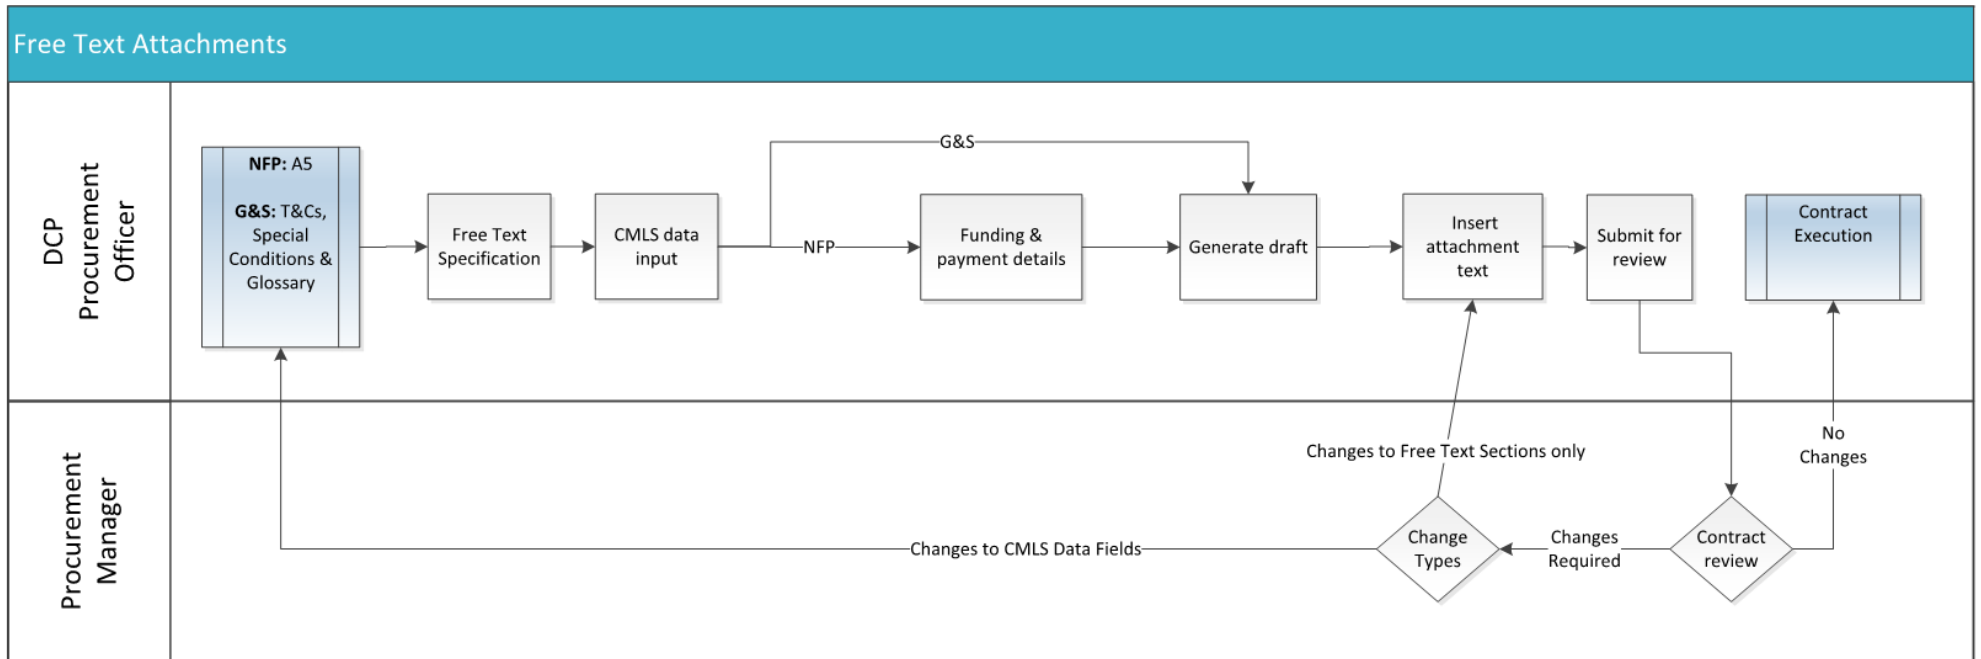 Free Text Attachments
DCP
Procurement
Officer
NFP: A5
G&S: T&Cs,
Special
Conditions &
Glossary
Free Text
Specification
CMLS data
input
G&S
NFP
Funding &
payment details
Generate draft
Insert
attachment
text
Submit for
review
Contract
Execution
Procurement
Manager
Changes to CMLS Data Fields
Changes to Free Text Sections only
Change
Types
Changes
Required
Contract
review
No
Changes